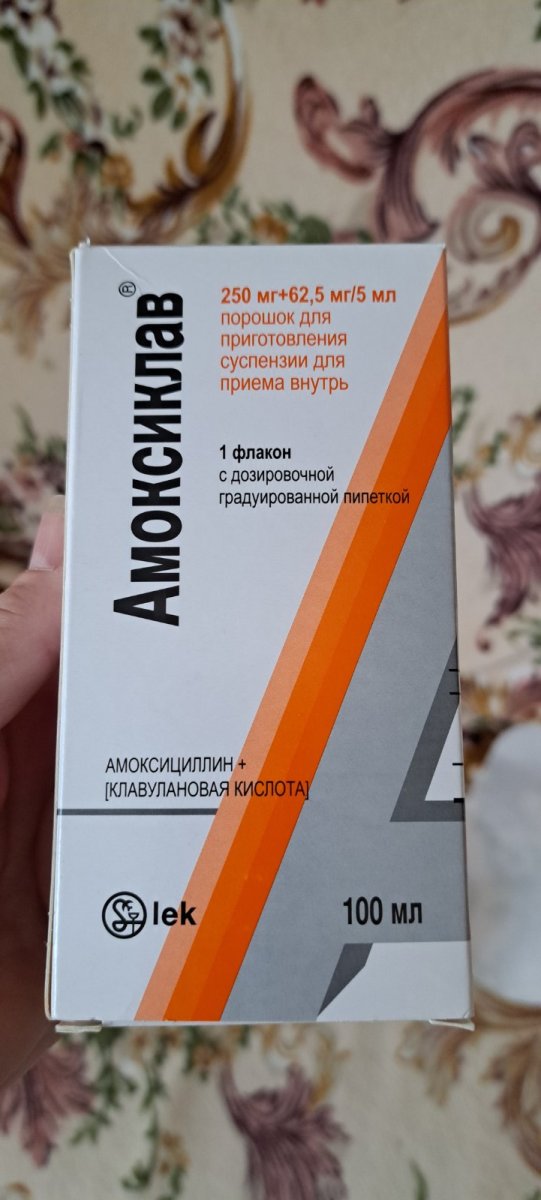 Амоксиклав®
250 мг+62,5 мг/5 мл
порошок для
приготовления
суспензии для
приема внутрь
1 флакон
с дозировочной
градуированной пипеткой
АМОКСИЦИЛЛИН +
[КЛАВУЛАНОВАЯ КИСЛОТА]
lek
100 мл